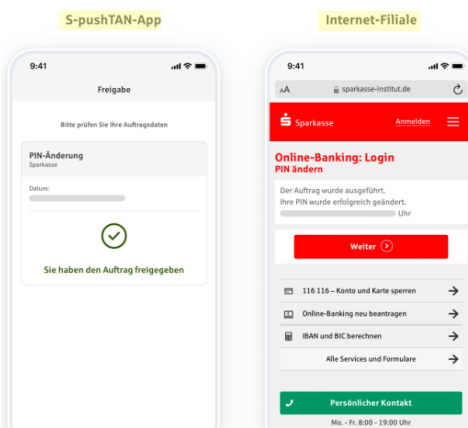 S-pushTAN-App
9:41
Freigabe
Bitte prüfen Sie Ihre Auftragsdaten
PIN-Änderung
Sparkasse
Datum:
Sie haben den Auftrag freigegeben
Internet-Filiale
9:41
AA
sparkasse-institut.de
Sparkasse
Anmelden
Online-Banking: Login
PIN ändern
Der Auftrag wurde ausgeführt.
Ihre PIN wurde erfolgreich geändert.
Uhr
Weiter
116 116 – Konto und Karte sperren
Online-Banking neu beantragen
IBAN und BIC berechnen
Alle Services und Formulare
Persönlicher Kontakt
Mo. - Fr. 8:00 - 19:00 Uhr